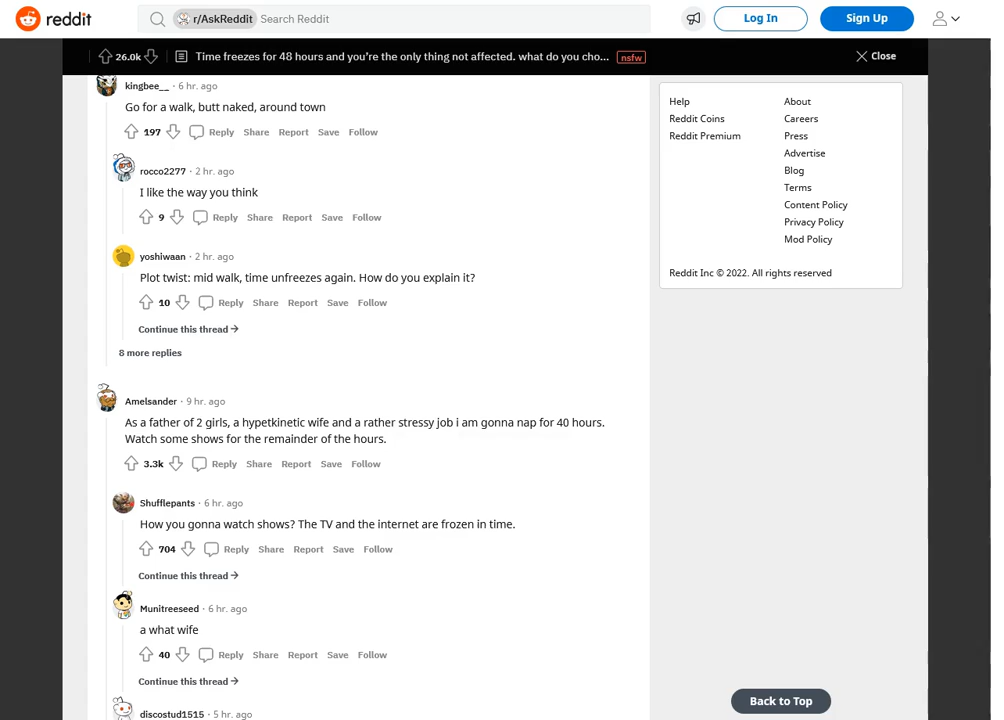 reddit
r/AskReddit
Search Reddit
Log In
Sign Up
26.0k
Time freezes for 48 hours and you're the only thing not affected. what do you cho...
nsfw
Close
kingbee__ · 6 hr. ago
Go for a walk, butt naked, around town
197 Reply Share Report Save Follow
rocco2277 · 2 hr. ago
I like the way you think
9 Reply Share Report Save Follow
yoshiwaan · 2 hr. ago
Plot twist: mid walk, time unfreezes again. How do you explain it?
10 Reply Share Report Save Follow
Continue this thread →
8 more replies
Amelsander · 9 hr. ago
As a father of 2 girls, a hypetkinetic wife and a rather stressy job i am gonna nap for 40 hours.
Watch some shows for the remainder of the hours.
3.3k Reply Share Report Save Follow
Shufflepants · 6 hr. ago
How you gonna watch shows? The TV and the internet are frozen in time.
704 Reply Share Report Save Follow
Continue this thread →
Munitreeseed · 6 hr. ago
a what wife
40 Reply Share Report Save Follow
Continue this thread →
discostud1515 · 5 hr. ago
Help
Reddit Coins
Reddit Premium
About
Careers
Press
Advertise
Blog
Terms
Content Policy
Privacy Policy
Mod Policy
Reddit Inc © 2022. All rights reserved
Back to Top